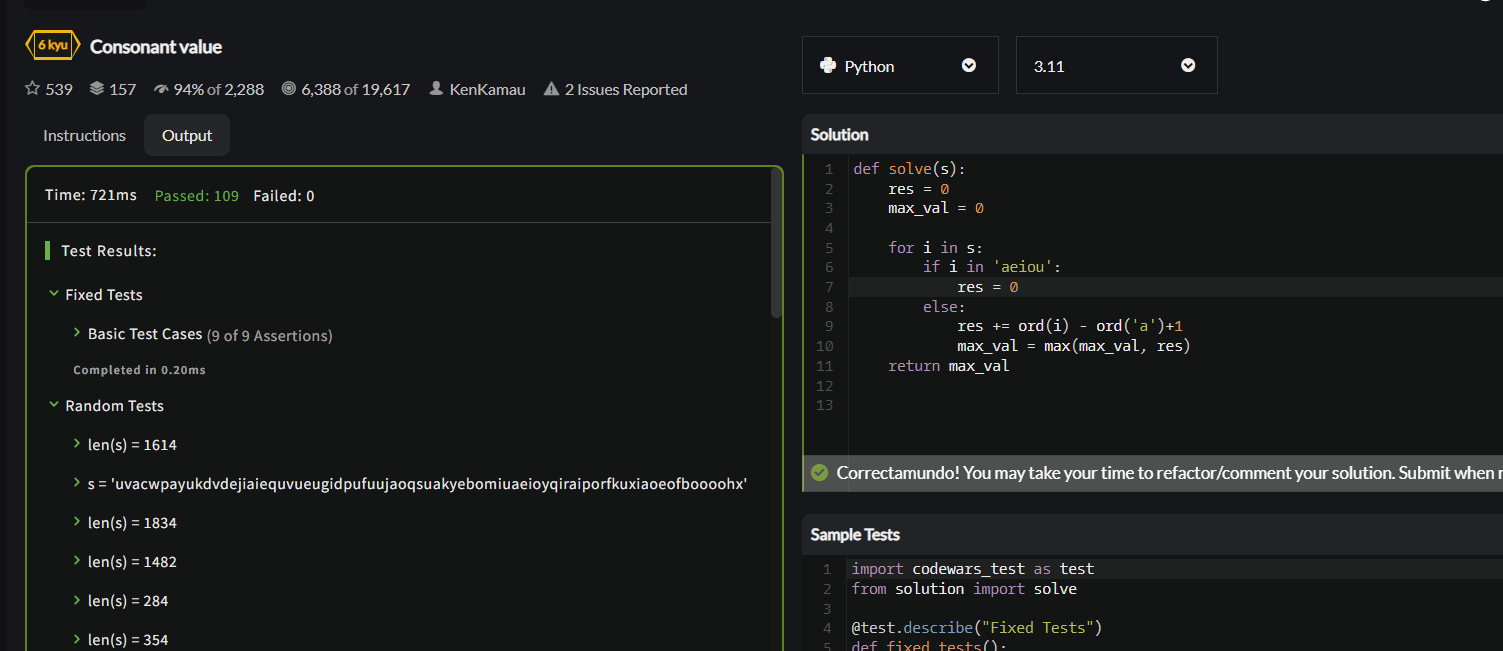 6 kyu Consonant value
539 157 94% of 2,288 6,388 of 19,617 KenKamau 2 Issues Reported
Instructions Output
Time: 721ms Passed: 109 Failed: 0
Test Results:
Fixed Tests
Basic Test Cases (9 of 9 Assertions)
Completed in 0.20ms
Random Tests
len(s) = 1614
s = 'uvacwpayukdvdejiaiequvueugidpufuujaoqsuakyebomiuaeioyqiraiporfkuxiaoeofboooohx'
len(s) = 1834
len(s) = 1482
len(s) = 284
len(s) = 354
Python 3.11
Solution
1 def solve(s):
2 res = 0
3 max_val = 0
4
5 for i in s:
6 if i in 'aeiou':
7 res = 0
8 else:
9 res += ord(i) - ord('a')+1
10 max_val = max(max_val, res)
11 return max_val
12
13
Correctamundo! You may take your time to refactor/comment your solution. Submit when
Sample Tests
1 import codewars_test as test
2 from solution import solve
3
4 @test.describe("Fixed Tests")
5 def fixed_tests():